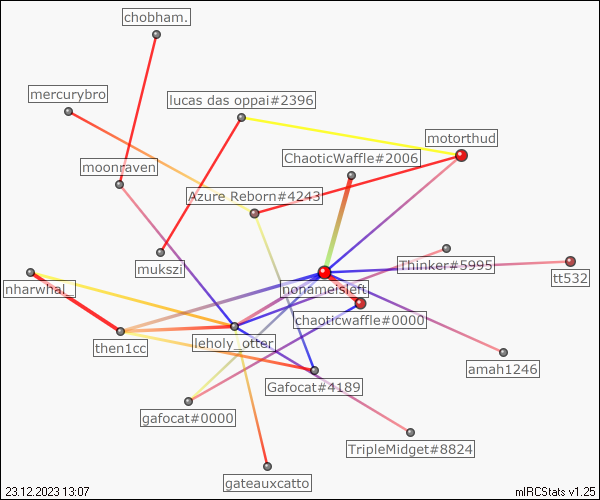 chobham.
mercurybro
lucas das oppai#2396
motorthud
ChaoticWaffle#2006
moonraven
Azure Reborn#4243
mukszi
Thinker#5995
nharwhal_
nonameisleft
tt532
chaoticwaffle#0000
then1cc
leholy_otter
amah1246
Gafocat#4189
gafocat#0000
TripleMidget#8824
gateauxcatto
23.12.2023 13:07
mIRCStats v1.25